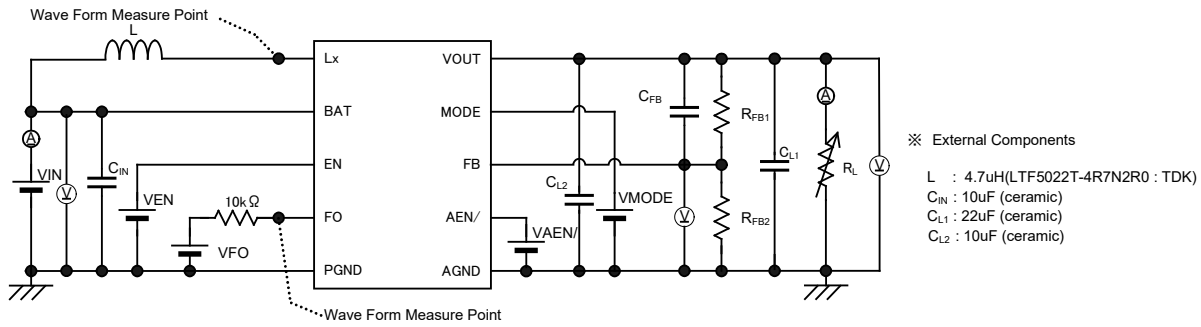 Wave Form Measure Point
L
Lx
BAT
EN
FO
PGND
VOUT
MODE
FB
AEN/
AGND
A
VIN
V
CIN
VEN
10kΩ
VFO
Wave Form Measure Point
CL2
VMODE
VAEN/
CFB
V
RFB1
RFB2
CL1
A
RL
V
※ External Components
L : 4.7uH(LTF5022T-4R7N2R0 : TDK)
CIN : 10uF (ceramic)
CL1 : 22uF (ceramic)
CL2 : 10uF (ceramic)